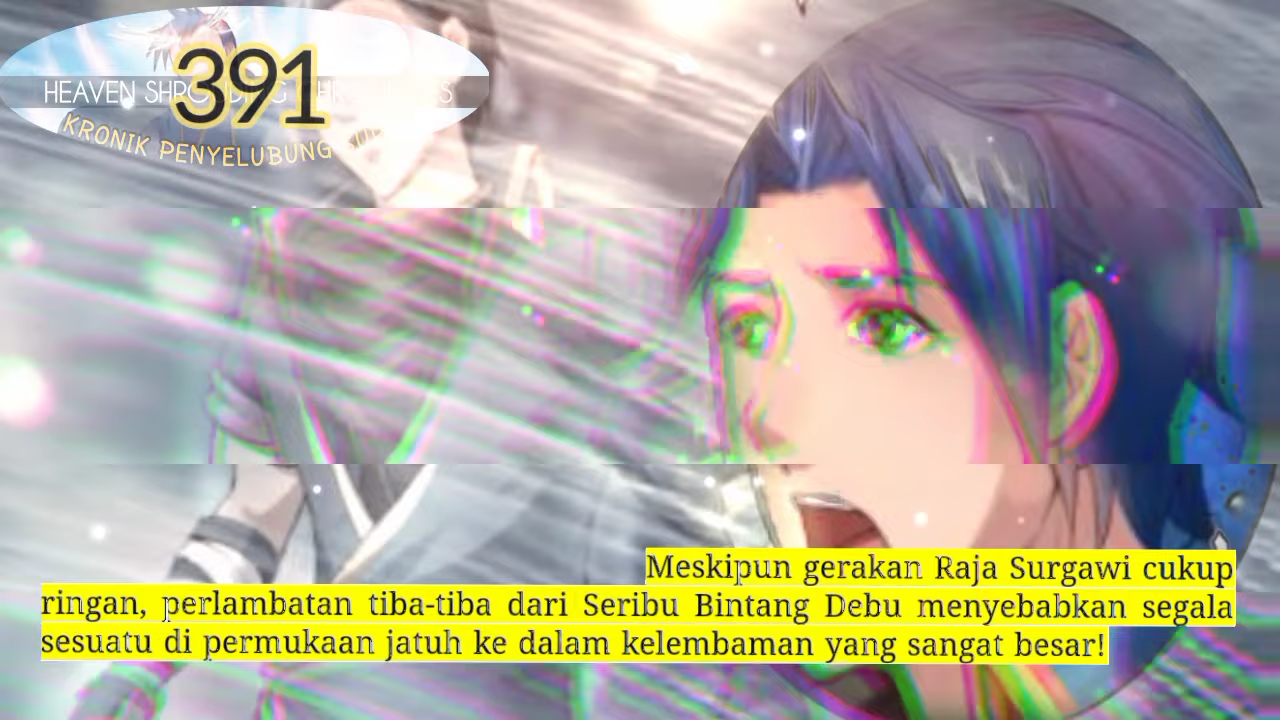 391
HEAVEN
KRONIK PENYELUBUNG
Meskipun gerakan Raja Surgawi cukup
ringan, perlambatan tiba-tiba dari Seribu Bintang Debu menyebabkan segala
sesuatu di permukaan jatuh ke dalam kelembaman yang sangat besar!